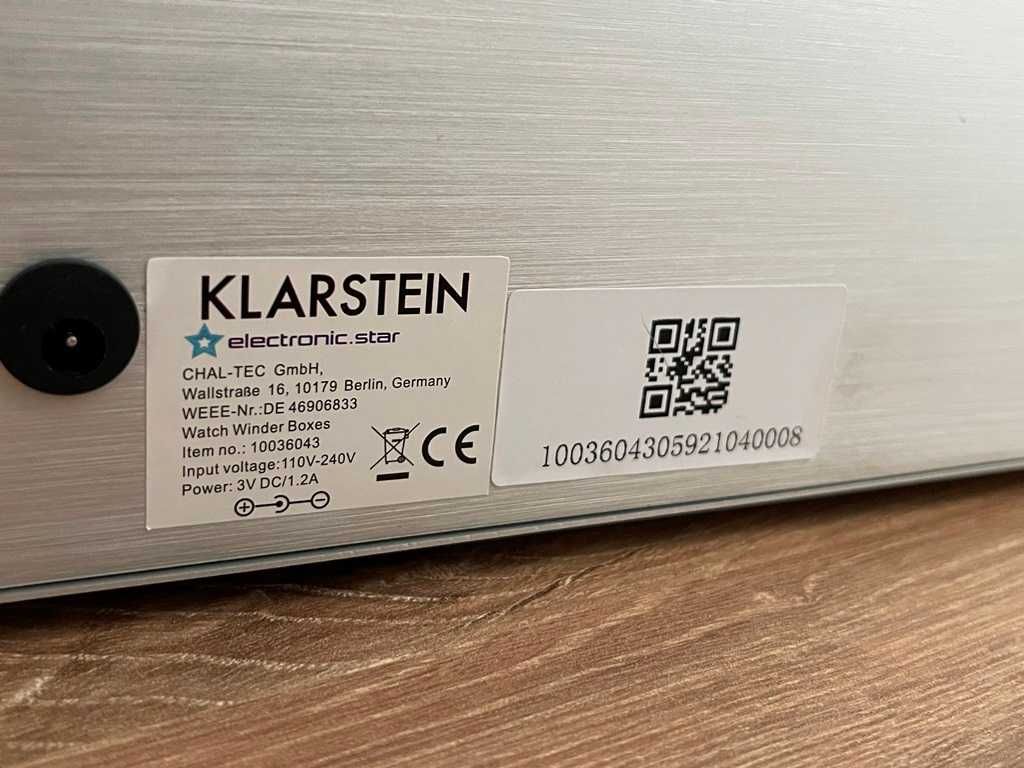 KLARSTEIN
electronic.star
CHAL-TEC GmbH,
Wallstraße 16, 10179 Berlin, Germany
WEEE-Nr.:DE 46906833
Watch Winder Boxes
Item no.: 10036043
Input voltage:110V-240V
Power: 3V DC/1.2A
CE
1003604305921040008